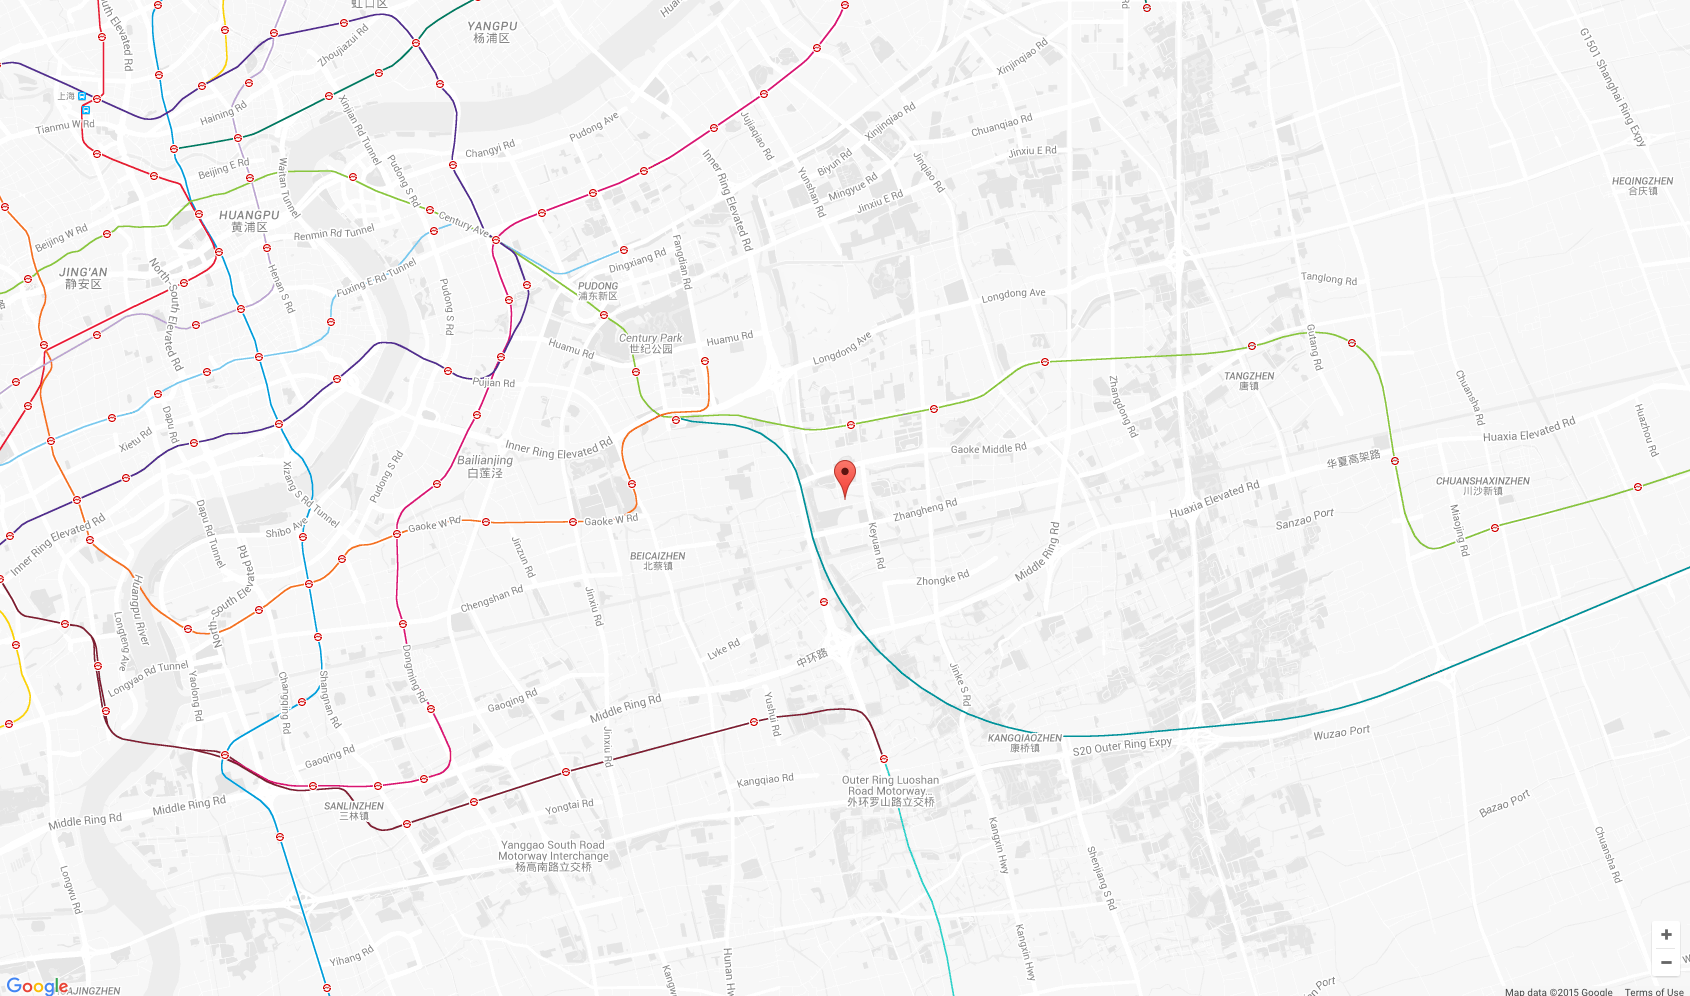 虹口区
YANGPU
杨浦区
South Elevated Rd
Zhoujiazui Rd
Xinjinqiao Rd
G1501 Shanghai Ring Expy
上海
Haining Rd
Tianmu W Rd
Xinjian Rd Tunnel
Pudong Ave
Jujiaqiao Rd
Xinjinqiao Rd
Chuanqiao Rd
Changyi Rd
Jinxiu E Rd
Beijing E Rd
Waitan Tunnel
Pudong S Rd
Inner Ring Elevated Rd
Biyun Rd
Yunshan Rd
Mingyue Rd
Jinqiao Rd
Jinxiu E Rd
HEQINGZHEN
合庆镇
HUANGPU
黄浦区
Century Ave
Renmin Rd Tunnel
Beijing W Rd
JING'AN
静安区
North-South Elevated Rd
Henan S Rd
Fuxing E Rd Tunnel
Pudong S Rd
Fangdian Rd
Dingxiang Rd
PUDONG
浦东新区
Longdong Ave
Tanglong Rd
Century Park
世纪公园
Huamu Rd
Huamu Rd
Longdong Ave
Gutang Rd
Pujian Rd
TANGZHEN
唐镇
Zhangdong Rd
Chuansha Rd
Huazhou Rd
Dapu Rd
Xietu Rd
Inner Ring Elevated Rd
Bailianjing
白莲泾
Gaoke Middle Rd
Huaxia Elevated Rd
华夏高架路
Pudong S Rd
Xizang S Rd Tunnel
CHUANSHAXINZHEN
川沙新镇
Huaxia Elevated Rd
Dapu Rd Tunnel
Shibo Ave
Gaoke W Rd
Gaoke W Rd
Zhangheng Rd
Keyuan Rd
Sanzao Port
Miaojing Rd
Inner Ring Elevated Rd
Jinzun Rd
BEICAIZHEN
北蔡镇
Middle Ring Rd
Huangpu River
North-South Elevated Rd
Zhongke Rd
Chengshan Rd
Jinxiu Rd
Longteng Ave
Lvke Rd
中环路
Longyao Rd Tunnel
Yaolong Rd
Changqing Rd
Shangnan Rd
Dongming Rd
Gaoqing Rd
Middle Ring Rd
Yushui Rd
Jinke S Rd
Jinxiu Rd
Gaoqing Rd
KANGQIAOZHEN
康桥镇
S20 Outer Ring Expy
Wuzao Port
Kangqiao Rd
Outer Ring Luoshan
Road Motorway...
外环罗山路立交桥
Middle Ring Rd
Middle Ring Rd
SANLINZHEN
三林镇
Yongtai Rd
Bazao Port
Yanggao South Road
Motorway Interchange
杨高南路立交桥
Kangxin Hwy
Shenjiang S Rd
Chuansha Rd
Longwu Rd
Yihang Rd
Hunan Hwy
Kangxin Hwy
Google
Map data ©2015 Google
Terms of Use